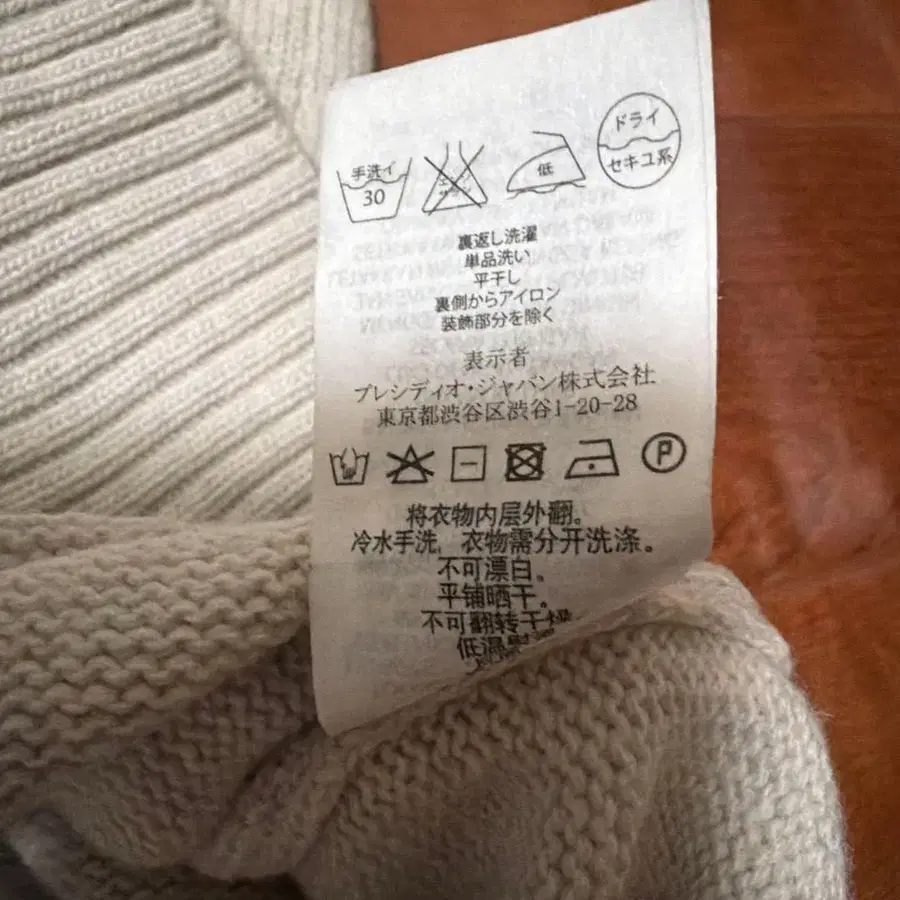 手洗イ
30
低
ドライ
セキユ系
裏返し洗濯
単品洗い
平干し
裏側からアイロン
装飾部分を除く
表示者
プレシディオ・ジャパン株式会社
東京都渋谷区渋谷1-20-28
P
将衣物内层外翻。
冷水手洗，衣物需分开洗涤。
不可漂白。
平铺晒干。
不可翻转干燥
低温